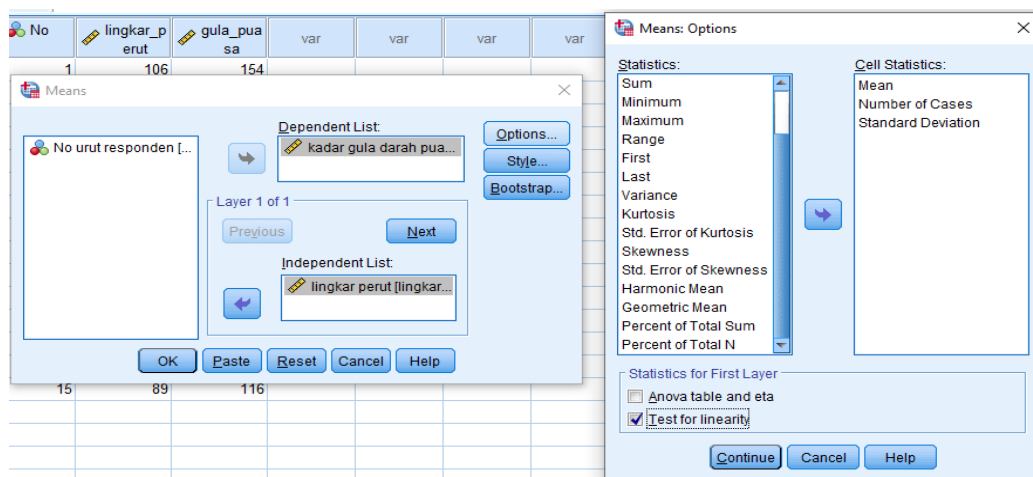 No
lingkar_p
erut
gula_pua
sa
var
var
var
var
1 106 154
Means
No urut responden [...
Dependent List:
kadar gula darah pua...
Options...
Style...
Bootstrap...
Layer 1 of 1
Previous
Next
Independent List:
lingkar perut [lingkar...
OK
Paste
Reset
Cancel
Help
15 89 116
Means: Options
Statistics:
Sum
Minimum
Maximum
Range
First
Last
Variance
Kurtosis
Std. Error of Kurtosis
Skewness
Std. Error of Skewness
Harmonic Mean
Geometric Mean
Percent of Total Sum
Percent of Total N
Cell Statistics:
Mean
Number of Cases
Standard Deviation
Statistics for First Layer
Anova table and eta
Test for linearity
Continue
Cancel
Help